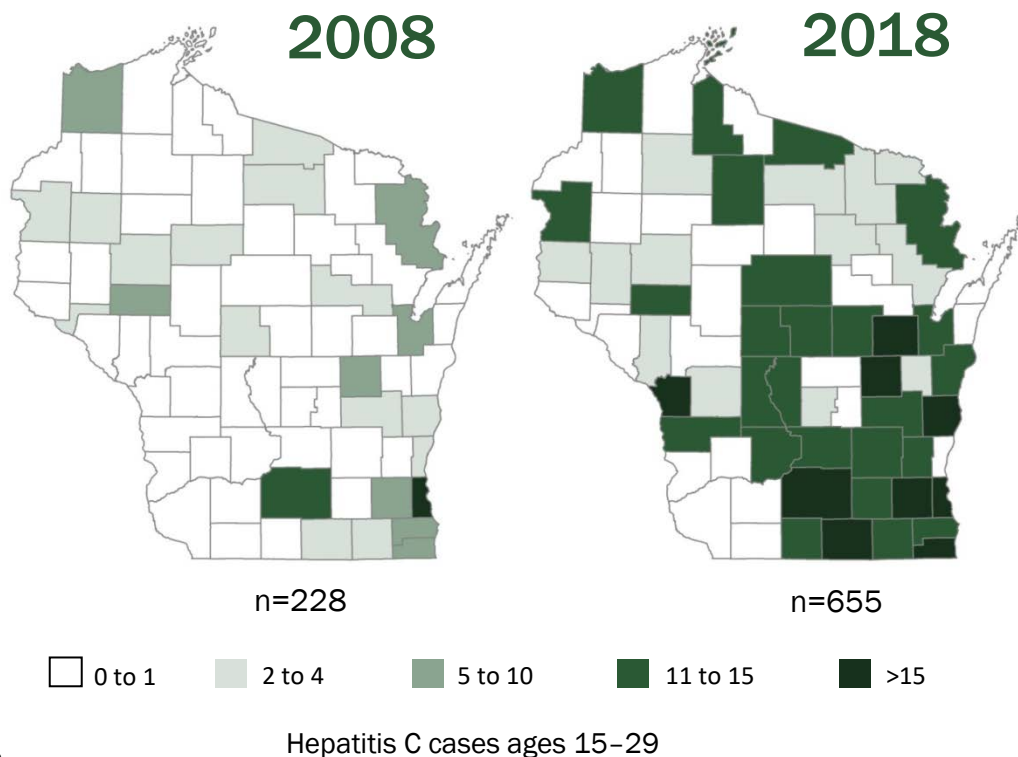 2008
2018
n=228
n=655
0 to 1
2 to 4
5 to 10
11 to 15
>15
Hepatitis C cases ages 15–29